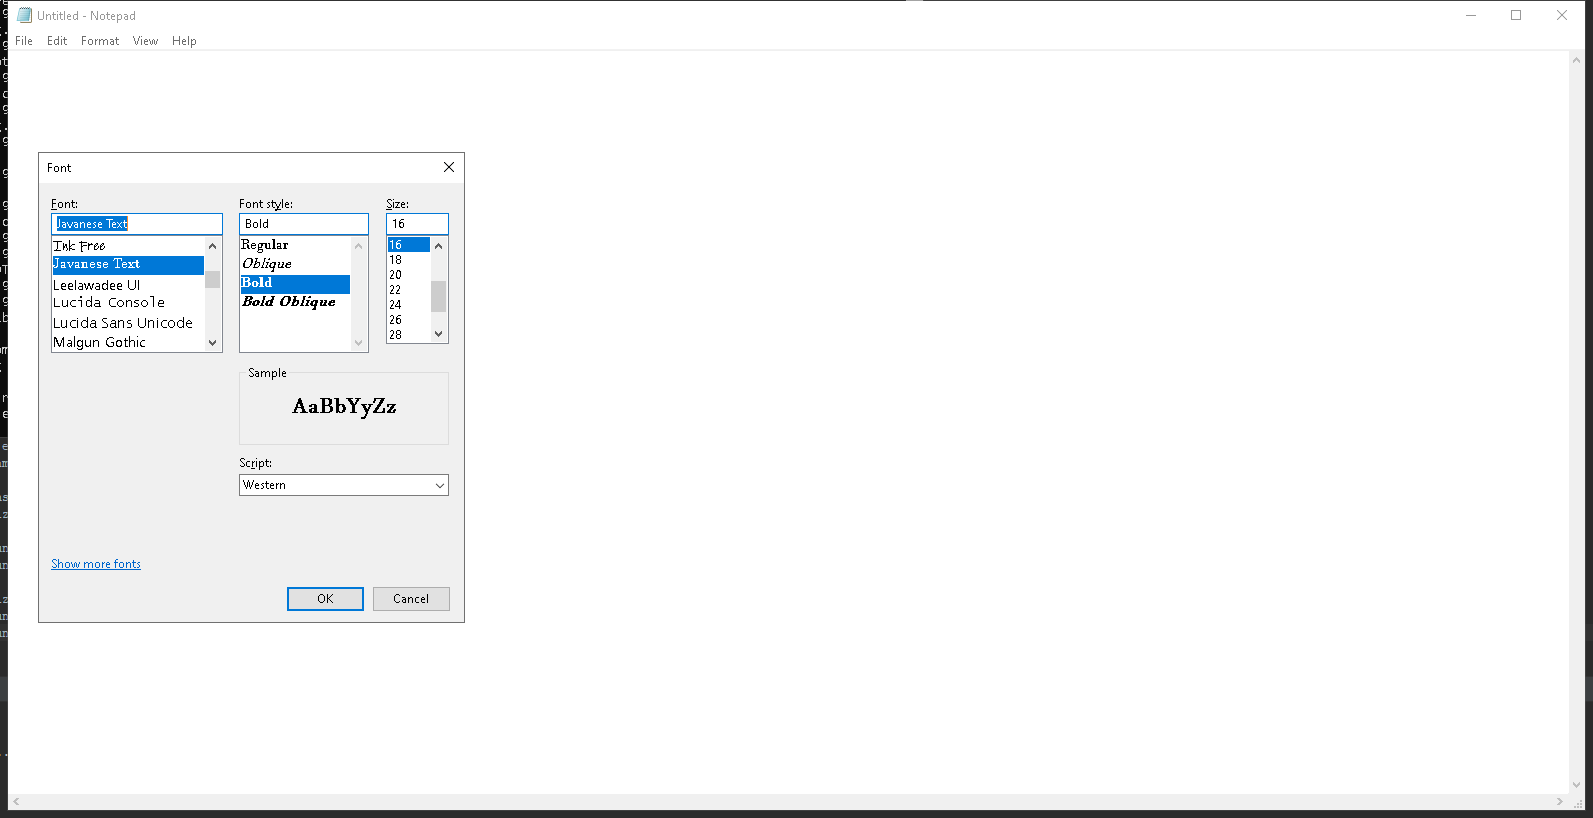 Untitled - Notepad
File Edit Format View Help
Font
Font: Font style: Size:
Javanese Text Bold 16
Ink Free Regular 16
Javanese Text Oblique 18
Leelawadee UI Bold 20
Lucida Console Bold Oblique 22
Lucida Sans Unicode 24
Malgun Gothic 26
28
Sample
AaBbYyZz
Script:
Western
Show more fonts
OK Cancel